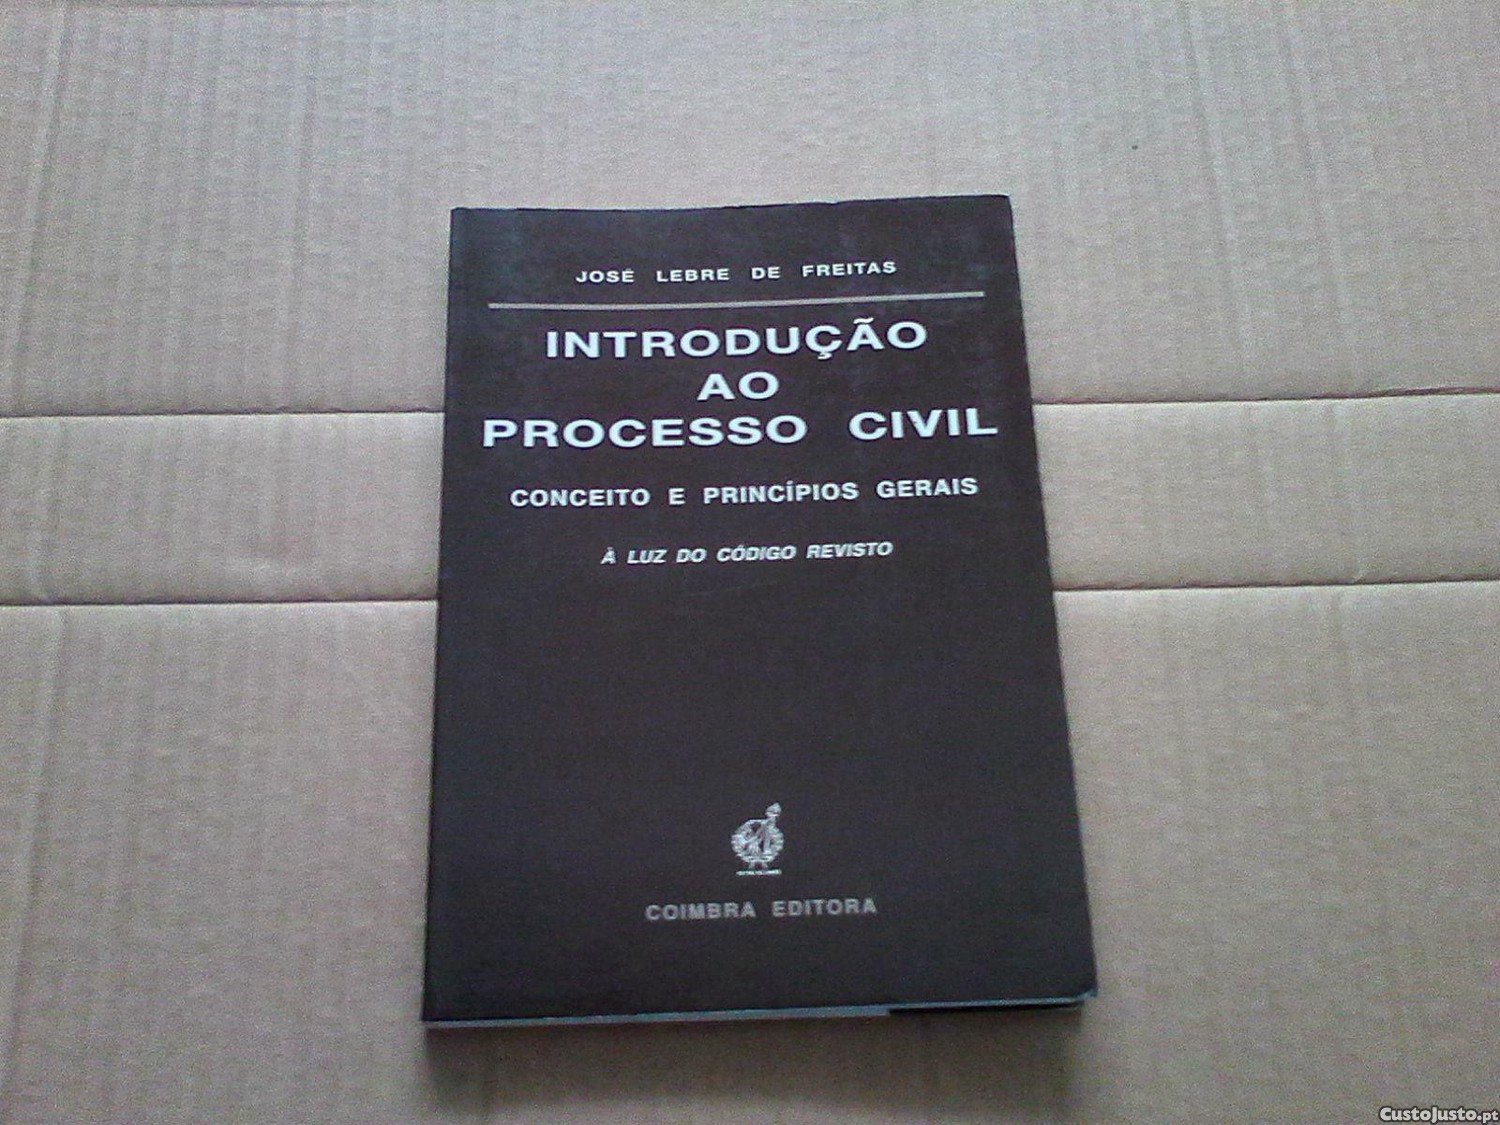 JOSÉ LEBRE DE FREITAS
INTRODUÇÃO
AO
PROCESSO CIVIL
CONCEITO E PRINCÍPIOS GERAIS
À LUZ DO CÓDIGO REVISTO
COIMBRA EDITORA
CustoJusto.pt